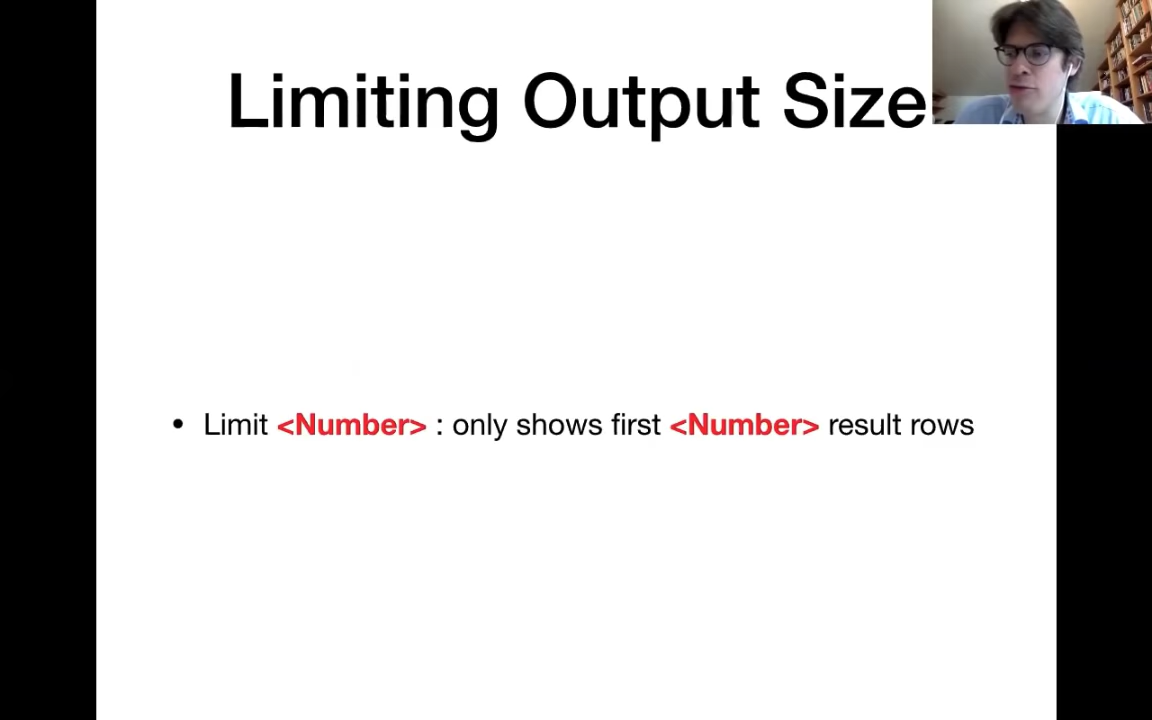 Limiting Output Size
• Limit <Number> : only shows first <Number> result rows